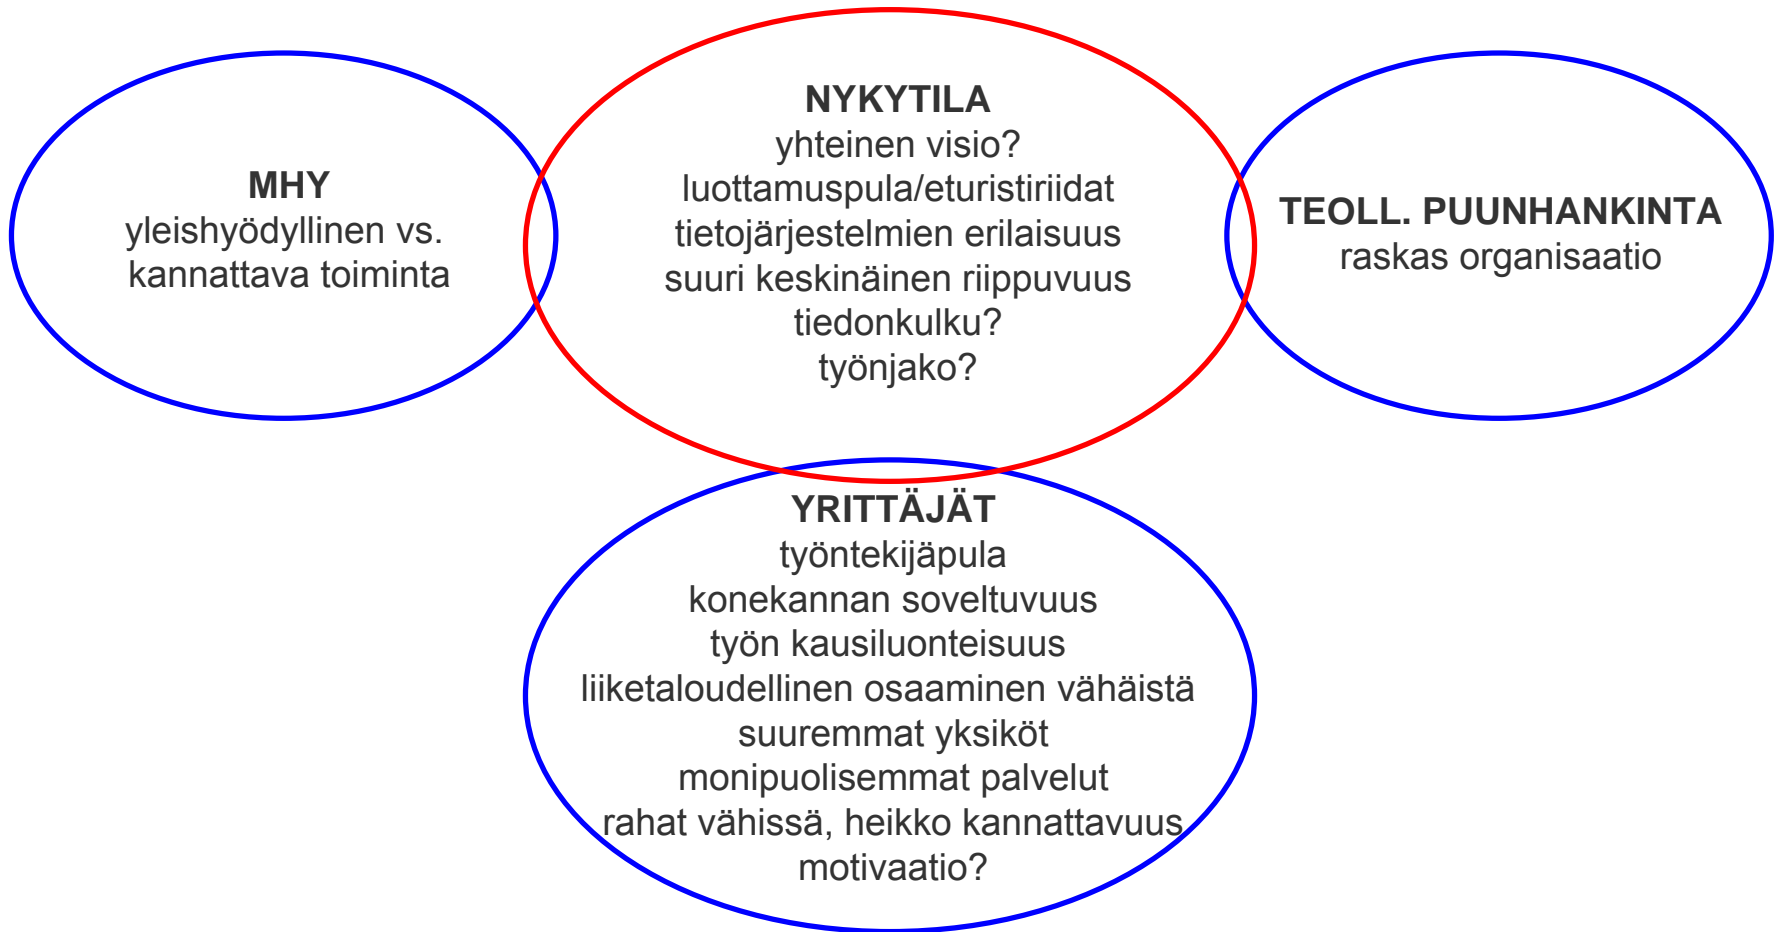 MHY
yleishyödyllinen vs.
kannattava toiminta
NYKYTILA
yhteinen visio?
luottamuspula/eturistiriidat
tietojärjestelmien erilaisuus
suuri keskinäinen riippuvuus
tiedonkulku?
työnjako?
TEOLL. PUUNHANKINTA
raskas organisaatio
YRITTÄJÄT
työntekijäpula
konekannan soveltuvuus
työn kausiluonteisuus
liiketaloudellinen osaaminen vähäistä
suuremmat yksiköt
monipuolisemmat palvelut
rahat vähissä, heikko kannattavuus
motivaatio?